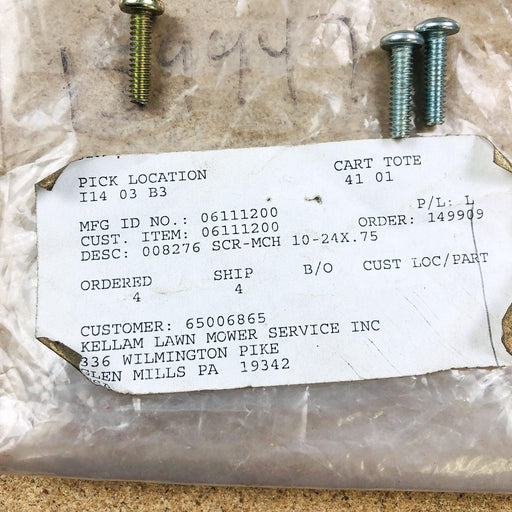 PICK LOCATION CART TOTE
I14 03 B3 41 01
P/L: L
MFG ID NO.: 06111200 ORDER: 149909
CUST. ITEM: 06111200
DESC: 008276 SCR-MCH 10-24X.75
ORDERED SHIP B/O CUST LOC/PART
4 4
CUSTOMER: 65006865
KELLAM LAWN MOWER SERVICE INC
336 WILMINGTON PIKE
GLEN MILLS PA 19342